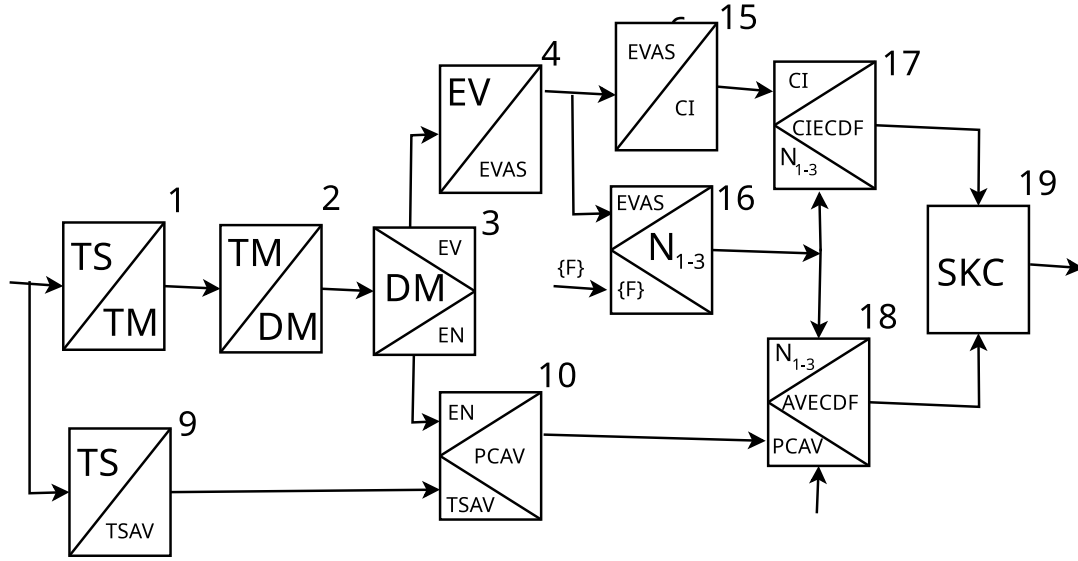 1
TS
TM
2
TM
DM
3
EV
DM
EN
4
EV
EVAS
9
TS
TSAV
10
EN
PCAV
TSAV
15
EVAS
CI
16
EVAS
N1-3
{F}
{F}
17
CI
CIECDF
N1-3
18
N1-3
AVECDF
PCAV
19
SKC